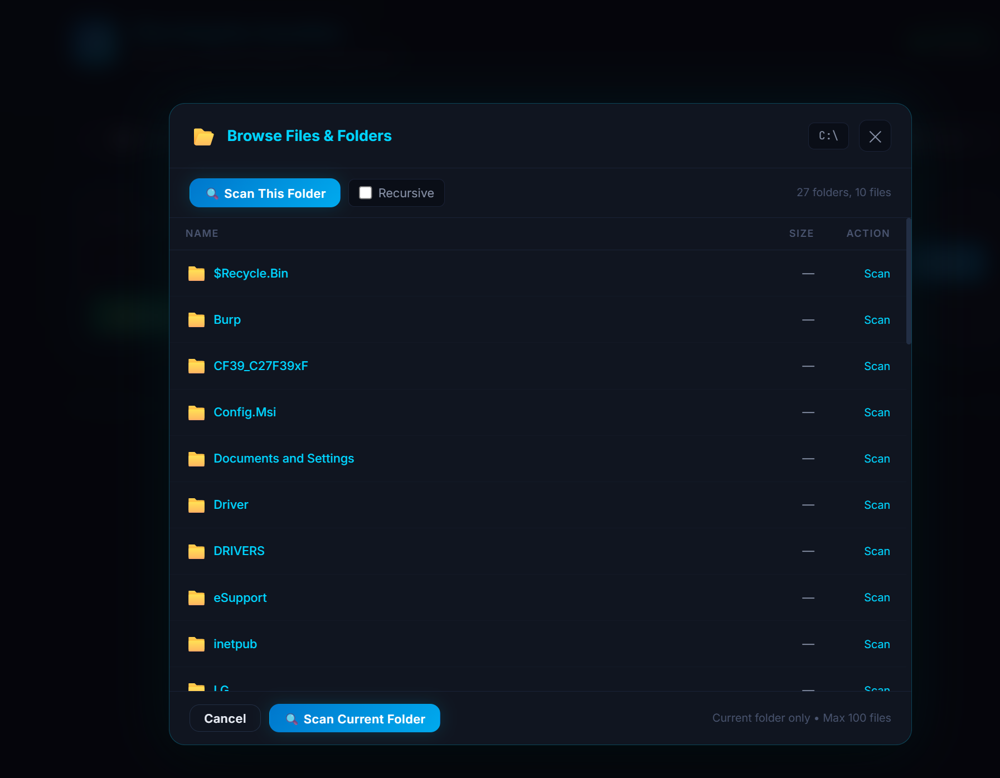 Browse Files & Folders C:\
Scan This Folder Recursive 27 folders, 10 files
NAME SIZE ACTION
$Recycle.Bin — Scan
Burp — Scan
CF39_C27F39xF — Scan
Config.Msi — Scan
Documents and Settings — Scan
Driver — Scan
DRIVERS — Scan
eSupport — Scan
inetpub — Scan
LG — Scan
Cancel Scan Current Folder Current folder only • Max 100 files